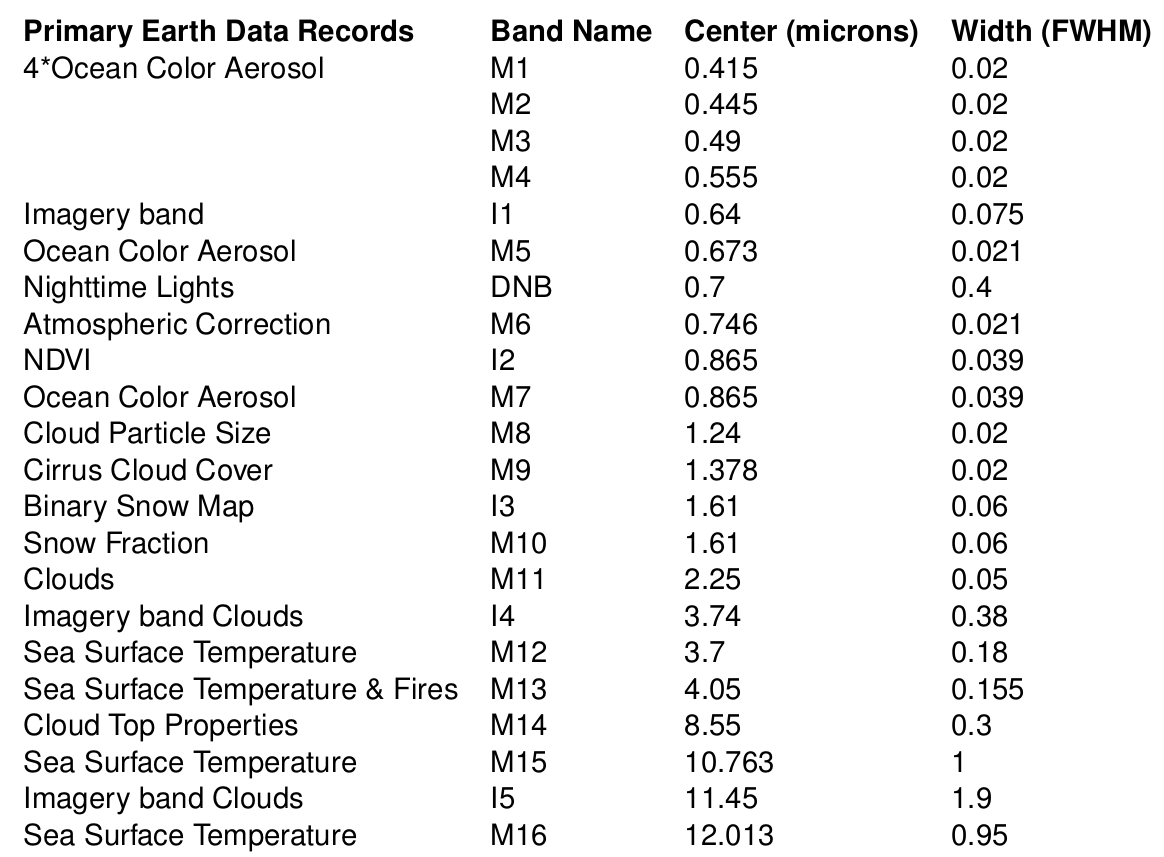 Primary Earth Data Records Band Name Center (microns) Width (FWHM)
4*Ocean Color Aerosol M1 0.415 0.02
M2 0.445 0.02
M3 0.49 0.02
M4 0.555 0.02
Imagery band I1 0.64 0.075
Ocean Color Aerosol M5 0.673 0.021
Nighttime Lights DNB 0.7 0.4
Atmospheric Correction M6 0.746 0.021
NDVI I2 0.865 0.039
Ocean Color Aerosol M7 0.865 0.039
Cloud Particle Size M8 1.24 0.02
Cirrus Cloud Cover M9 1.378 0.02
Binary Snow Map I3 1.61 0.06
Snow Fraction M10 1.61 0.06
Clouds M11 2.25 0.05
Imagery band Clouds I4 3.74 0.38
Sea Surface Temperature M12 3.7 0.18
Sea Surface Temperature & Fires M13 4.05 0.155
Cloud Top Properties M14 8.55 0.3
Sea Surface Temperature M15 10.763 1
Imagery band Clouds I5 11.45 1.9
Sea Surface Temperature M16 12.013 0.95